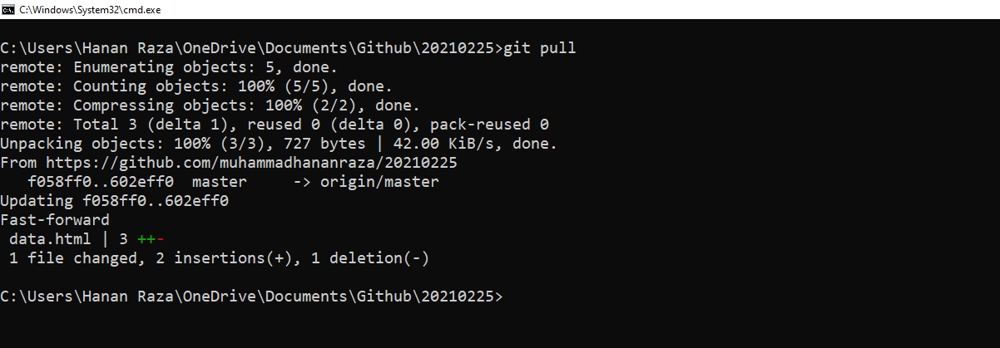 C:\Windows\System32\cmd.exe
C:\Users\Hanan Raza\OneDrive\Documents\Github\20210225>git pull
remote: Enumerating objects: 5, done.
remote: Counting objects: 100% (5/5), done.
remote: Compressing objects: 100% (2/2), done.
remote: Total 3 (delta 1), reused 0 (delta 0), pack-reused 0
Unpacking objects: 100% (3/3), 727 bytes | 42.00 KiB/s, done.
From https://github.com/muhammadhananraza/20210225
   f058ff0..602eff0  master     -> origin/master
Updating f058ff0..602eff0
Fast-forward
 data.html | 3 ++-
 1 file changed, 2 insertions(+), 1 deletion(-)
C:\Users\Hanan Raza\OneDrive\Documents\Github\20210225>